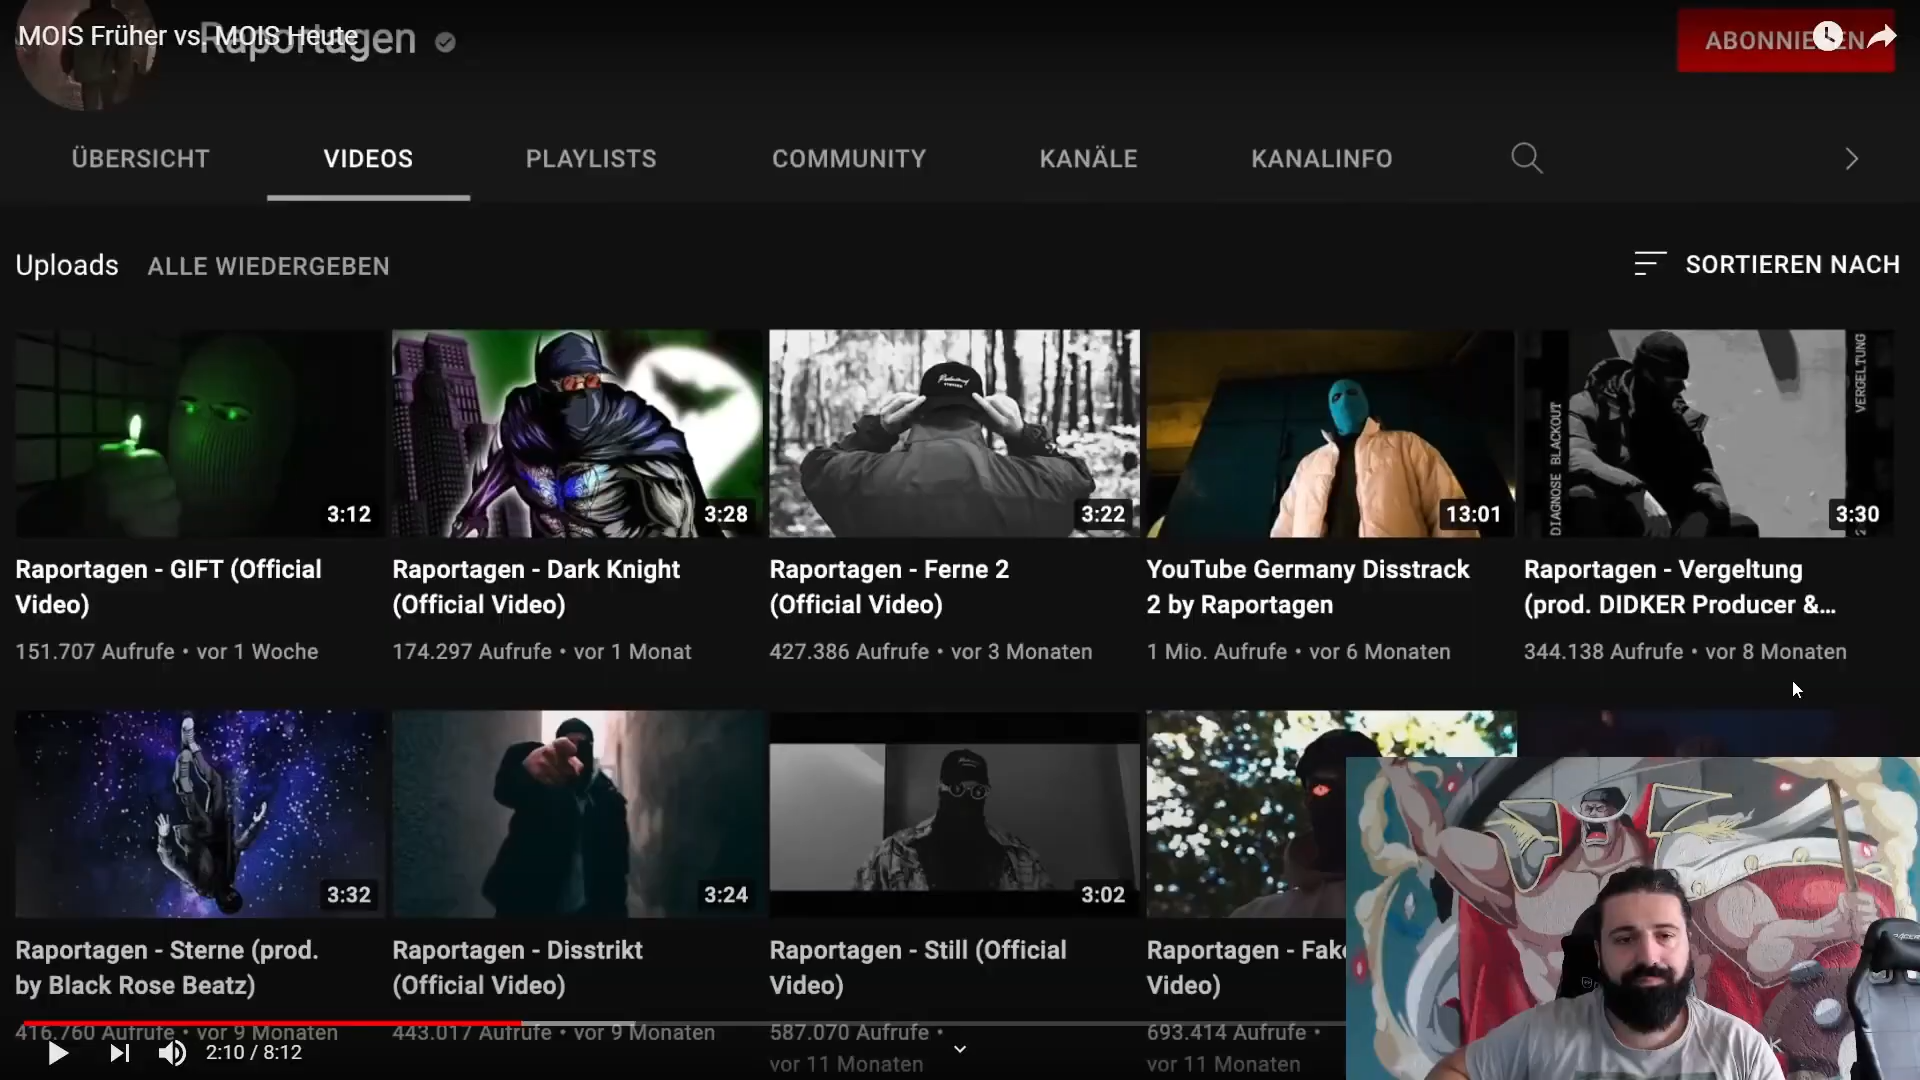 MOIS Früher vs. MOIS Heute
Raportagen
ABONNIEREN
ÜBERSICHT
VIDEOS
PLAYLISTS
COMMUNITY
KANÄLE
KANALINFO
Uploads
ALLE WIEDERGEBEN
SORTIEREN NACH
3:12
3:28
3:22
13:01
DIAGNOSE BLACKOUT
VERGELTUNG
3:30
Raportagen - GIFT (Official
Video)
151.707 Aufrufe • vor 1 Woche
Raportagen - Dark Knight
(Official Video)
174.297 Aufrufe • vor 1 Monat
Raportagen - Ferne 2
(Official Video)
427.386 Aufrufe • vor 3 Monaten
YouTube Germany Disstrack
2 by Raportagen
1 Mio. Aufrufe • vor 6 Monaten
Raportagen - Vergeltung
(prod. DIDKER Producer &...
344.138 Aufrufe • vor 8 Monaten
3:32
3:24
3:02
Raportagen - Sterne (prod.
by Black Rose Beatz)
416.760 Aufrufe • vor 9 Monaten
Raportagen - Disstrikt
(Official Video)
443.017 Aufrufe • vor 9 Monaten
Raportagen - Still (Official
Video)
587.070 Aufrufe •
vor 11 Monaten
Raportagen - Fake
Video)
693.414 Aufrufe •
vor 11 Monaten
2:10 / 8:12